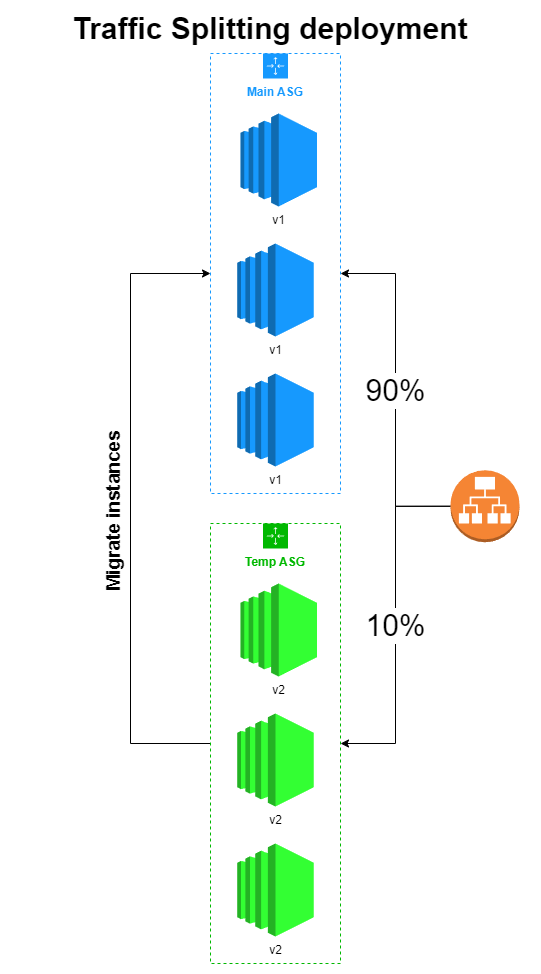 Traffic Splitting deployment
Main ASG
v1
v1
v1
90%
Migrate instances
Temp ASG
10%
v2
v2
v2